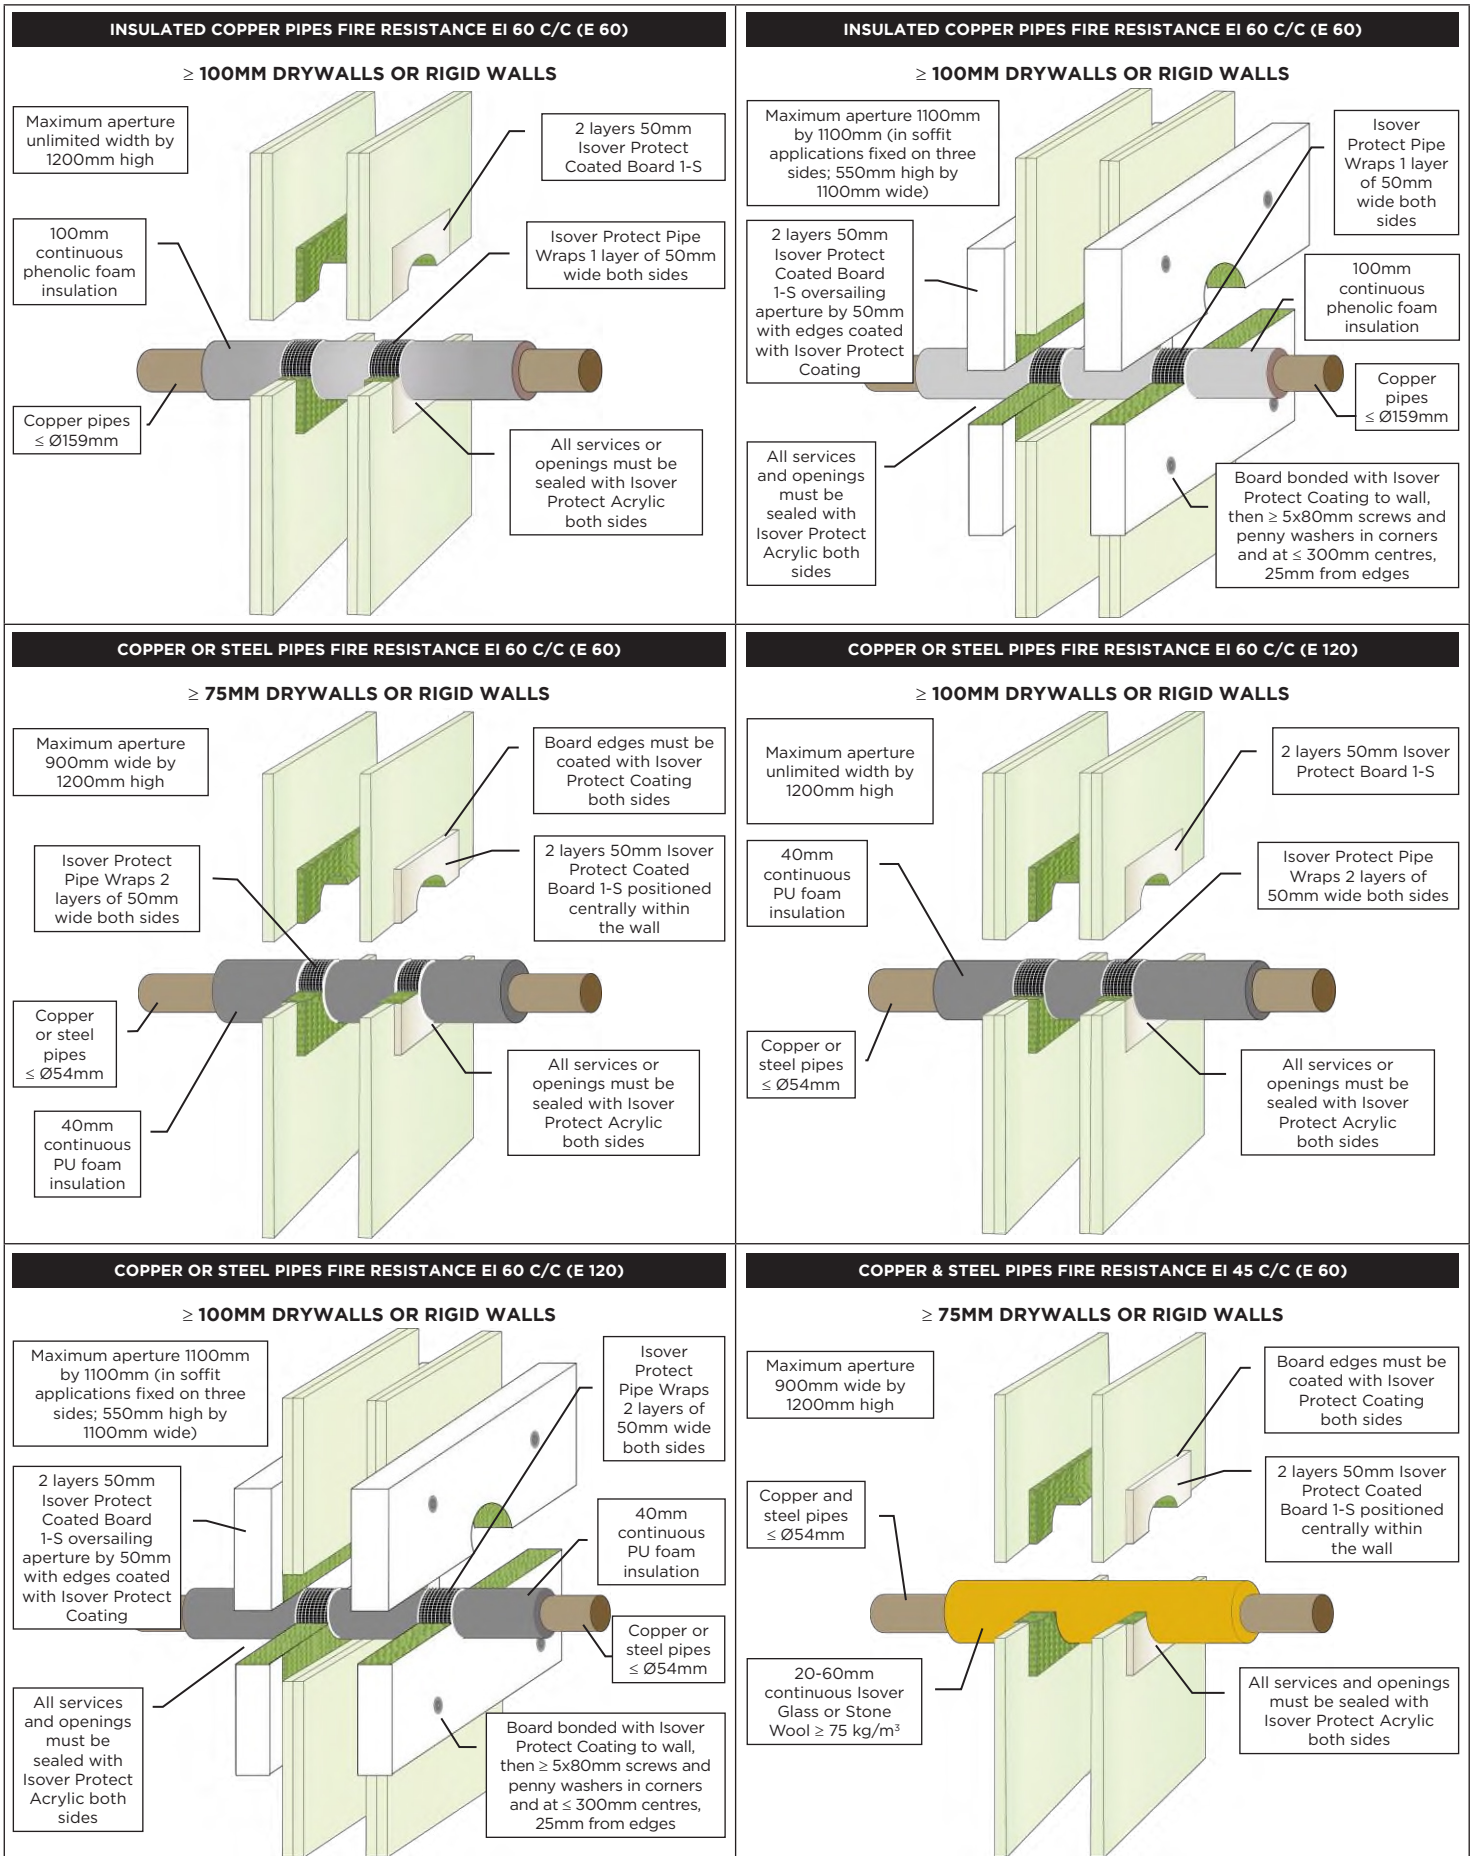 INSULATED COPPER PIPES FIRE RESISTANCE EI 60 C/C (E 60)
≥ 100MM DRYWALLS OR RIGID WALLS
Maximum aperture
unlimited width by
1200mm high
2 layers 50mm
Isover Protect
Coated Board 1-S
100mm
continuous
phenolic foam
insulation
Isover Protect Pipe
Wraps 1 layer of 50mm
wide both sides
Copper pipes
≤ Ø159mm
All services or
openings must be
sealed with Isover
Protect Acrylic
both sides
INSULATED COPPER PIPES FIRE RESISTANCE EI 60 C/C (E 60)
≥ 100MM DRYWALLS OR RIGID WALLS
Maximum aperture 1100mm
by 1100mm (in soffit
applications fixed on three
sides; 550mm high by
1100mm wide)
Isover
Protect Pipe
Wraps 1 layer
of 50mm
wide both
sides
2 layers 50mm
Isover Protect
Coated Board
1-S oversailing
aperture by 50mm
with edges coated
with Isover Protect
Coating
100mm
continuous
phenolic foam
insulation
Copper
pipes
≤ Ø159mm
All services
and openings
must be
sealed with
Isover Protect
Acrylic both
sides
Board bonded with Isover
Protect Coating to wall,
then ≥ 5x80mm screws and
penny washers in corners
and at ≤ 300mm centres,
25mm from edges
COPPER OR STEEL PIPES FIRE RESISTANCE EI 60 C/C (E 60)
≥ 75MM DRYWALLS OR RIGID WALLS
Maximum aperture
900mm wide by
1200mm high
Board edges must be
coated with Isover
Protect Coating
both sides
Isover Protect
Pipe Wraps 2
layers of 50mm
wide both sides
2 layers 50mm Isover
Protect Coated
Board 1-S positioned
centrally within
the wall
Copper
or steel
pipes
≤ Ø54mm
40mm
continuous
PU foam
insulation
All services or
openings must be
sealed with Isover
Protect Acrylic
both sides
COPPER OR STEEL PIPES FIRE RESISTANCE EI 60 C/C (E 120)
≥ 100MM DRYWALLS OR RIGID WALLS
Maximum aperture
unlimited width by
1200mm high
2 layers 50mm Isover
Protect Board 1-S
40mm
continuous
PU foam
insulation
Isover Protect Pipe
Wraps 2 layers of
50mm wide both sides
Copper or
steel pipes
≤ Ø54mm
All services or
openings must be
sealed with Isover
Protect Acrylic
both sides
COPPER OR STEEL PIPES FIRE RESISTANCE EI 60 C/C (E 120)
≥ 100MM DRYWALLS OR RIGID WALLS
Maximum aperture 1100mm
by 1100mm (in soffit
applications fixed on three
sides; 550mm high by
1100mm wide)
Isover
Protect
Pipe Wraps
2 layers of
50mm wide
both sides
2 layers 50mm
Isover Protect
Coated Board
1-S oversailing
aperture by 50mm
with edges coated
with Isover Protect
Coating
40mm
continuous
PU foam
insulation
Copper or
steel pipes
≤ Ø54mm
All services
and openings
must be
sealed with
Isover Protect
Acrylic both
sides
Board bonded with Isover
Protect Coating to wall,
then ≥ 5x80mm screws and
penny washers in corners
and at ≤ 300mm centres,
25mm from edges
COPPER & STEEL PIPES FIRE RESISTANCE EI 45 C/C (E 60)
≥ 75MM DRYWALLS OR RIGID WALLS
Maximum aperture
900mm wide by
1200mm high
Board edges must be
coated with Isover
Protect Coating
both sides
Copper and
steel pipes
≤ Ø54mm
2 layers 50mm Isover
Protect Coated
Board 1-S positioned
centrally within
the wall
20-60mm
continuous Isover
Glass or Stone
Wool ≥ 75 kg/m³
All services and openings
must be sealed with
Isover Protect Acrylic
both sides